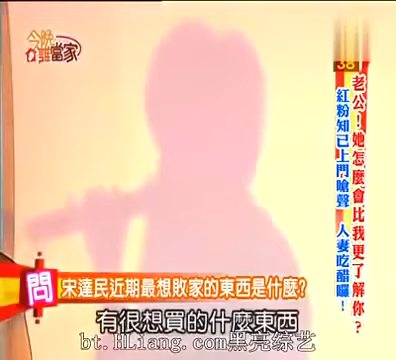 今晚
誰當家
38
老公！她怎麼會比我更了解你？
紅粉知已上門嗆聲 人妻吃醋囉！
問
宋達民近期最想敗家的東西是什麼?
有很想買的什麼東西
bt.HLiang.com黑亮综艺